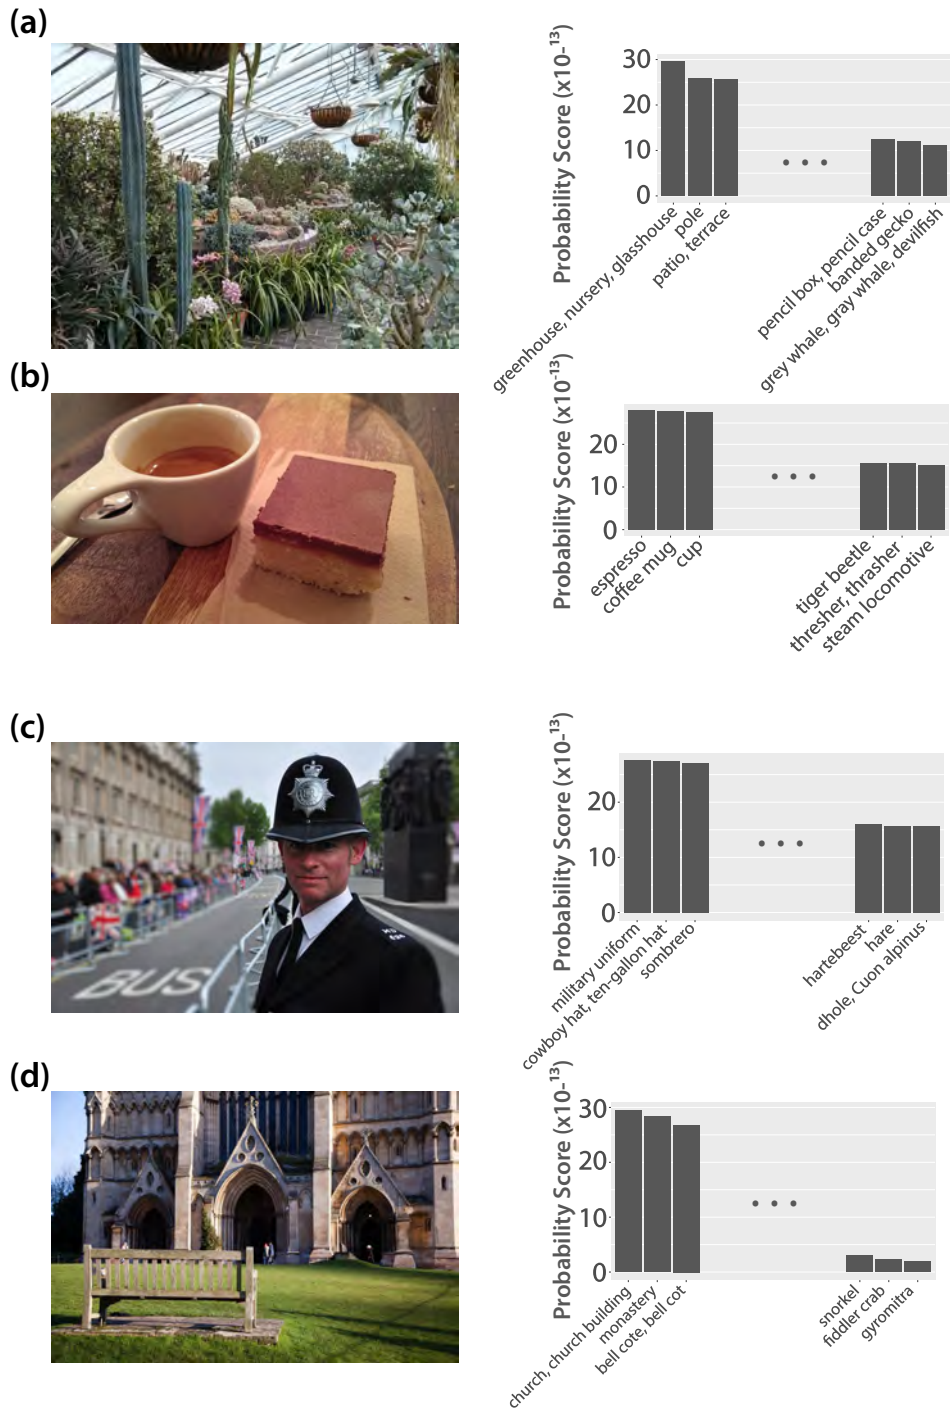 (a)
Probability Score (x10-13)
30
20
10
0
greenhouse, nursery, glasshouse
pole
patio, terrace
pencil box, pencil case
banded gecko
grey whale, gray whale, devilfish
(b)
Probability Score (x10-13)
20
10
0
espresso
coffee mug
cup
tiger beetle
thresher, thrasher
steam locomotive
(c)
BUS
Probability Score (x10-13)
20
10
0
military uniform
cowboy hat, ten-gallon hat
sombrero
hartebeest
hare
dhole, Cuon alpinus
(d)
Probability Score (x10-13)
30
20
10
0
church, church building
monastery
bell cote, bell cot
snorkel
fiddler crab
gyromitra